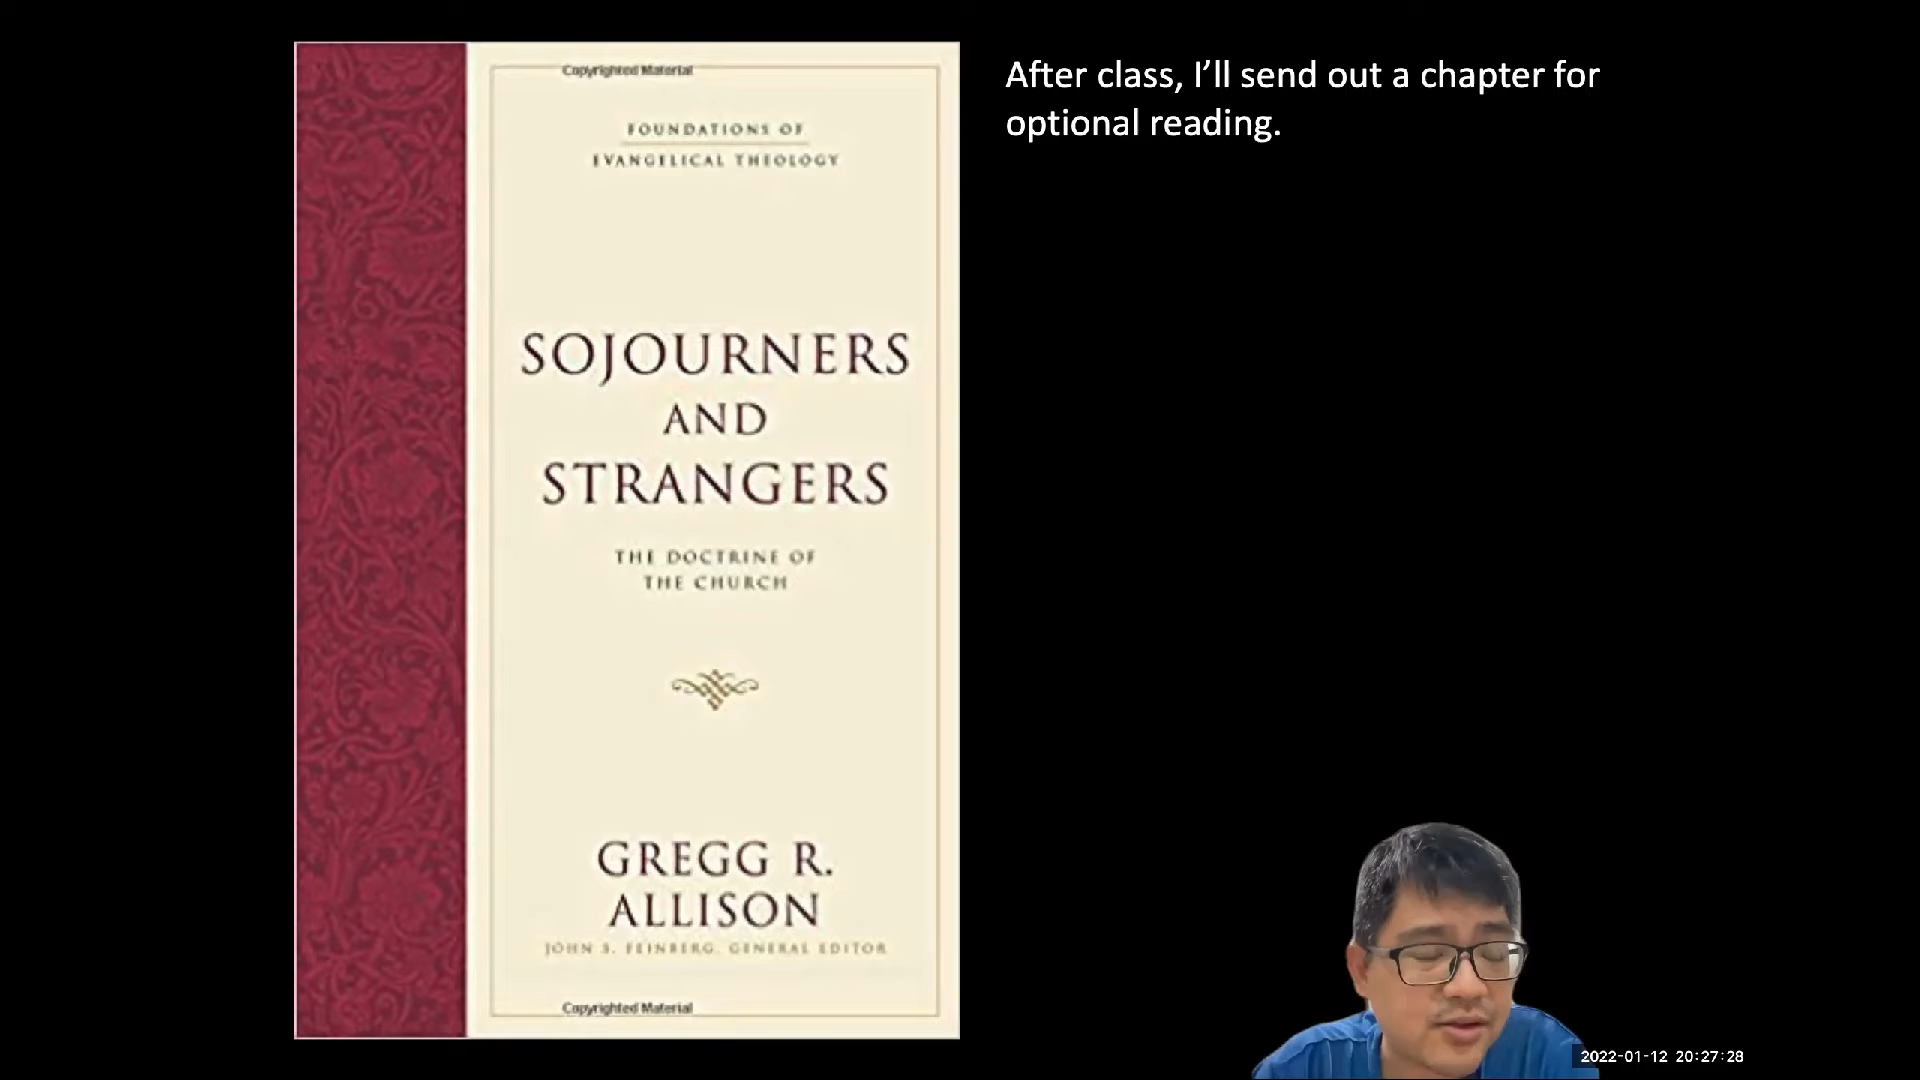 Copyrighted Material
FOUNDATIONS OF
EVANGELICAL THEOLOGY
SOJOURNERS
AND
STRANGERS
THE DOCTRINE OF
THE CHURCH
GREGG R.
ALLISON
JOHN S. FEINBERG, GENERAL EDITOR
Copyrighted Material
After class, I’ll send out a chapter for
optional reading.
2022-01-12 20:27:28